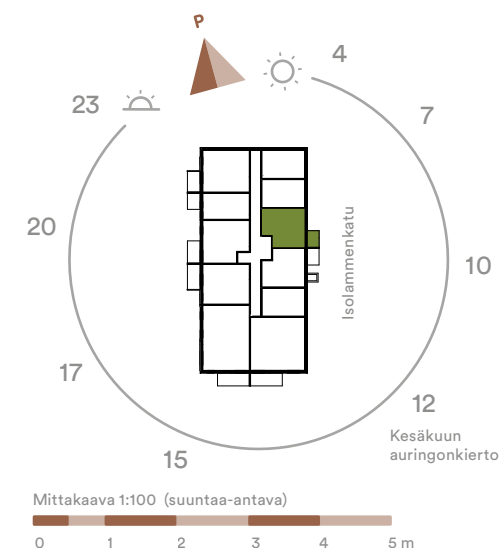 P
4
23
7
20
Isolammenkatu
10
17
12
Kesäkuun
auringonkierto
15
Mittakaava 1:100 (suuntaa-antava)
0 1 2 3 4 5 m